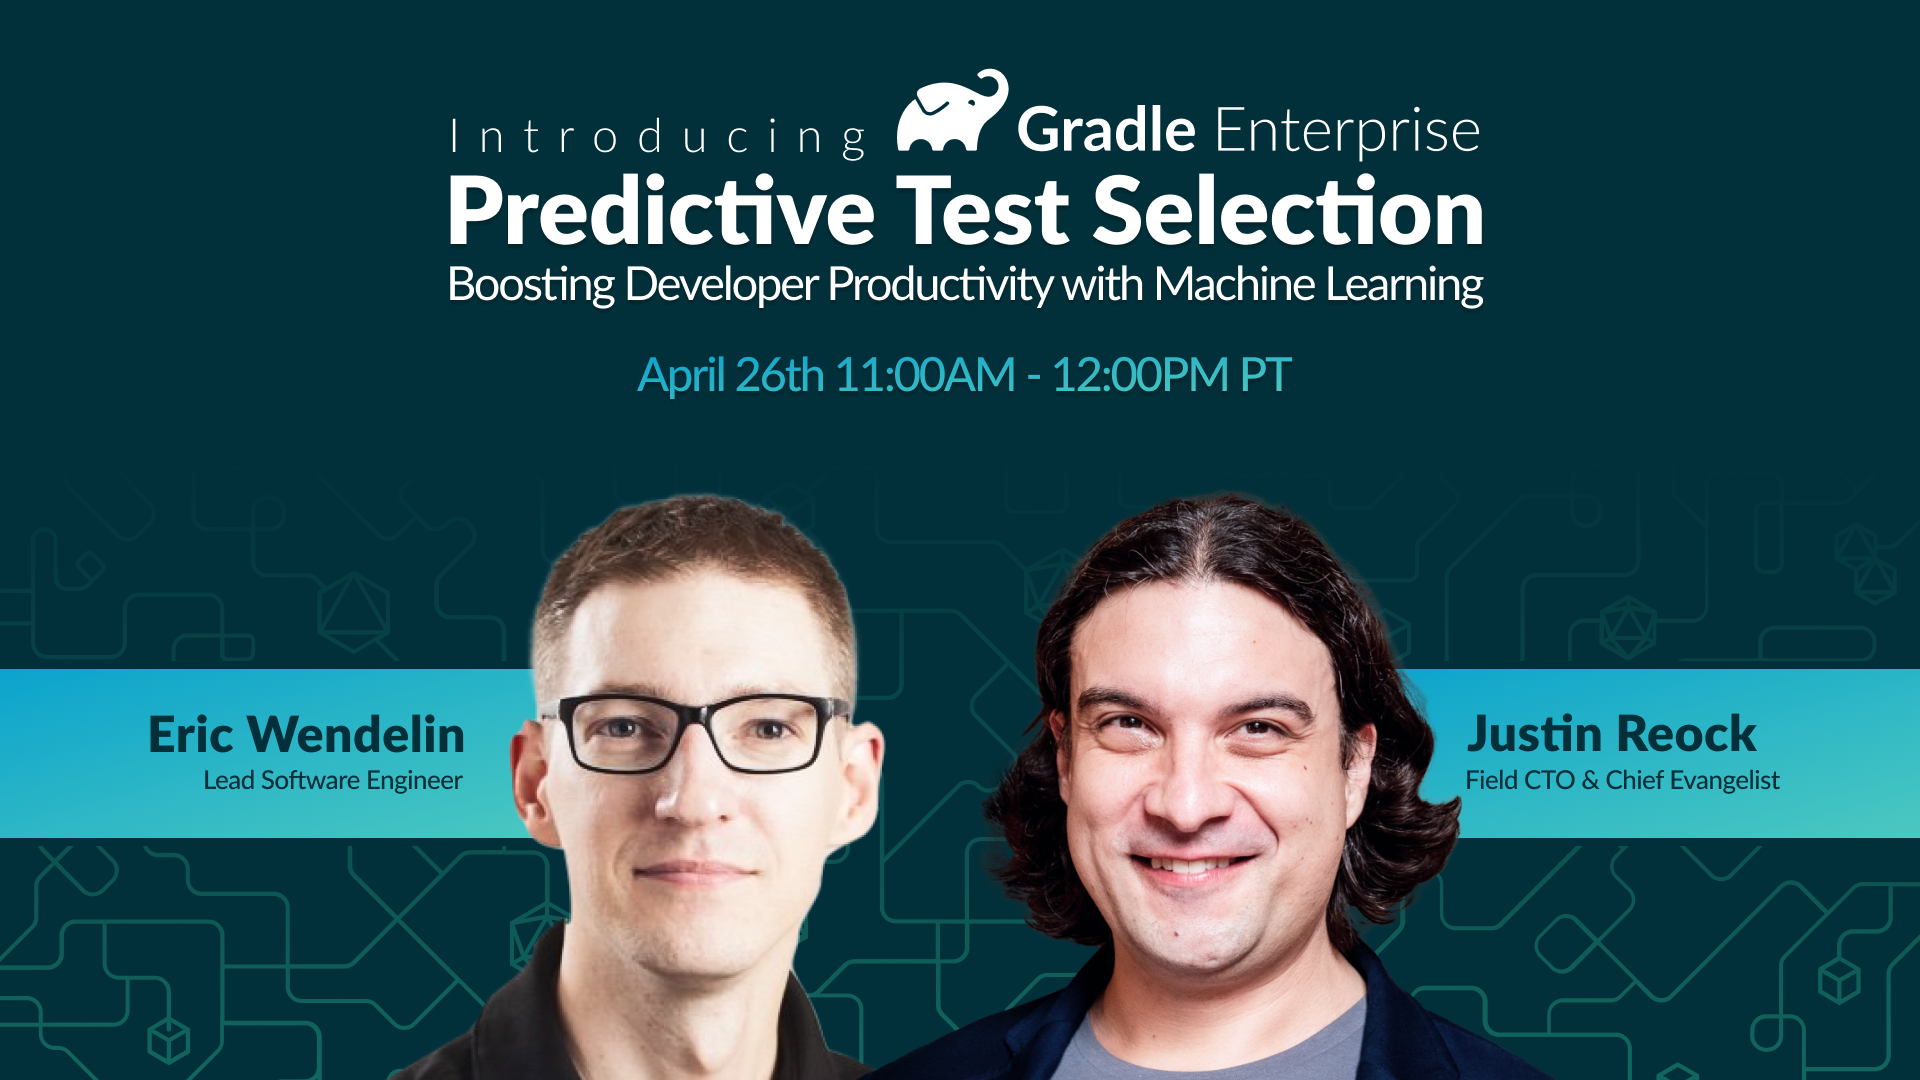 Introducing Gradle Enterprise
Predictive Test Selection
Boosting Developer Productivity with Machine Learning
April 26th 11:00AM - 12:00PM PT
Eric Wendelin
Lead Software Engineer
Justin Reock
Field CTO & Chief Evangelist